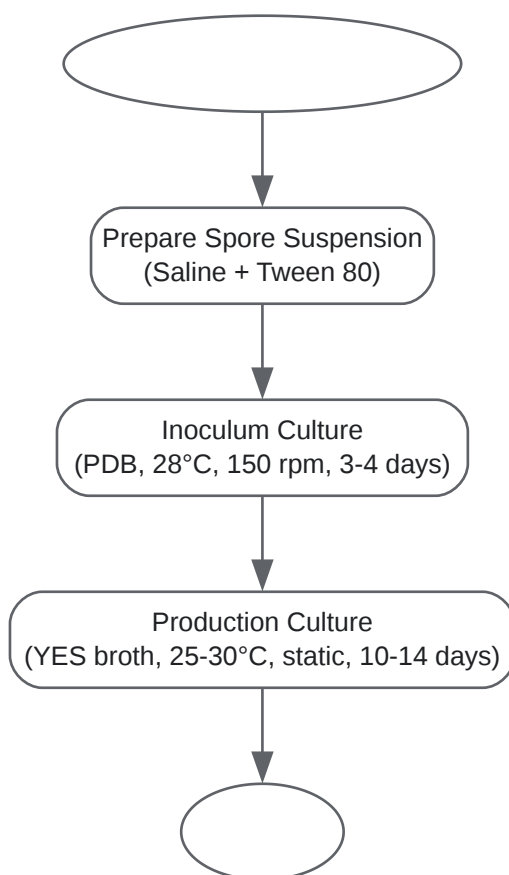 Prepare Spore Suspension
(Saline + Tween 80)
Inoculum Culture
(PDB, 28°C, 150 rpm, 3-4 days)
Production Culture
(YES broth, 25-30°C, static, 10-14 days)